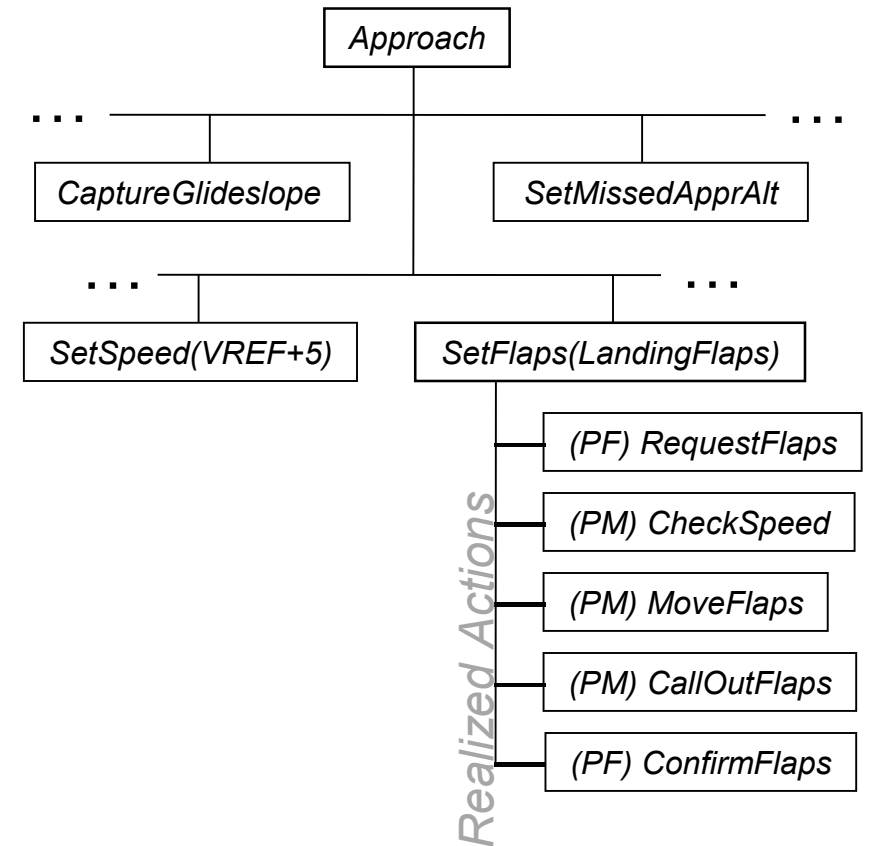 Approach
... ...
CaptureGlideslope SetMissedApprAlt
... ...
SetSpeed(VREF+5) SetFlaps(LandingFlaps)
(PF) RequestFlaps
(PM) CheckSpeed
(PM) MoveFlaps
(PM) CallOutFlaps
(PF) ConfirmFlaps
Realized Actions